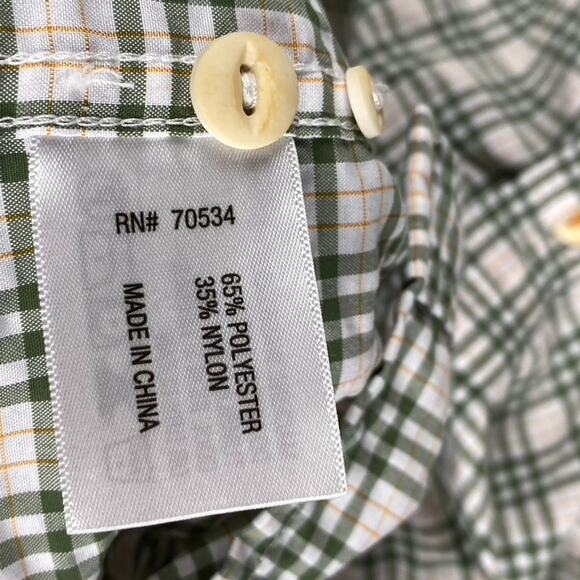 RN# 70534
65% POLYESTER
35% NYLON
MADE IN CHINA